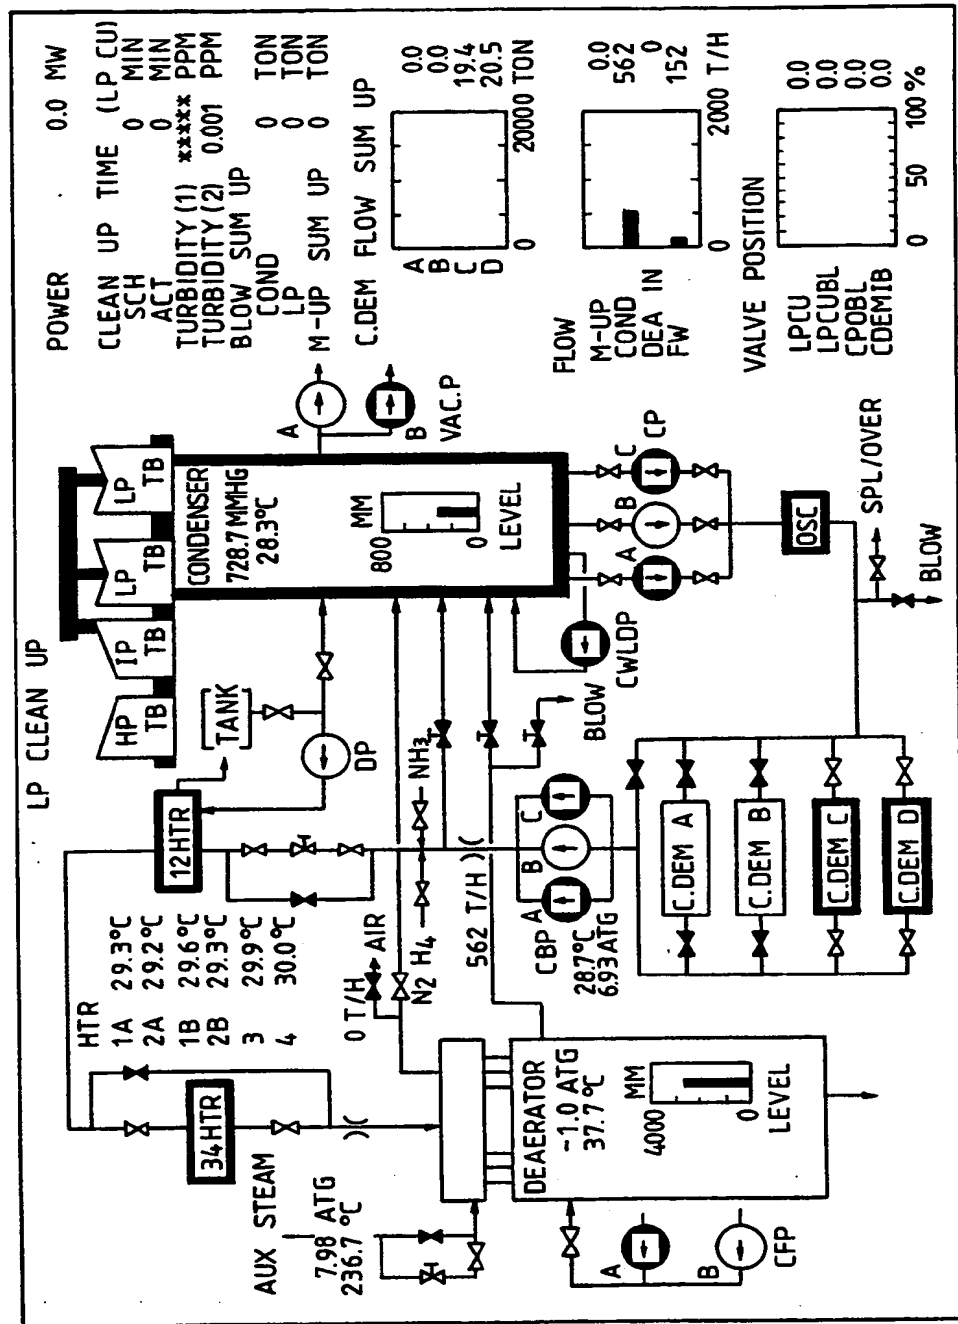 LP CLEAN UP
POWER 0.0 MW
CLEAN UP TIME (LP CU)
SCH 0 MIN
ACT 0 MIN
TURBIDITY (1) ***** PPM
TURBIDITY (2) 0.001 PPM
BLOW SUM UP
COND 0 TON
LP 0 TON
M-UP SUM UP 0 TON
C.DEM FLOW SUM UP
A 0.0
B 0.0
C 19.4
D 20.5
0 20000 TON
FLOW
M-UP 0.0
COND 562
DEA IN 0
FW 152
0 2000 T/H
VALVE POSITION
LPCU 0.0
LPCUBL 0.0
CPOBL 0.0
CDEMIB 0.0
0 50 100 %
HP TB
IP TB
LP TB
LP TB
CONDENSER
728.7 MMHG
28.3°C
MM
800
0
LEVEL
A
B
VAC.P
[TANK]
DP
12HTR
HTR
1A 29.3°C
2A 29.2°C
1B 29.6°C
2B 29.3°C
3 29.9°C
4 30.0°C
34HTR
AUX STEAM
7.98 ATG
236.7 °C
0 T/H
AIR
N2 H4
NH3
562 T/H
DEAERATOR
-1.0 ATG
37.7 °C
MM
4000
0
LEVEL
A
B
CFP
CBP
A
B
C
28.7°C
6.93 ATG
BLOW
CWLDP
A
B
C
CP
OSC
SPL/OVER
BLOW
C.DEM A
C.DEM B
C.DEM C
C.DEM D